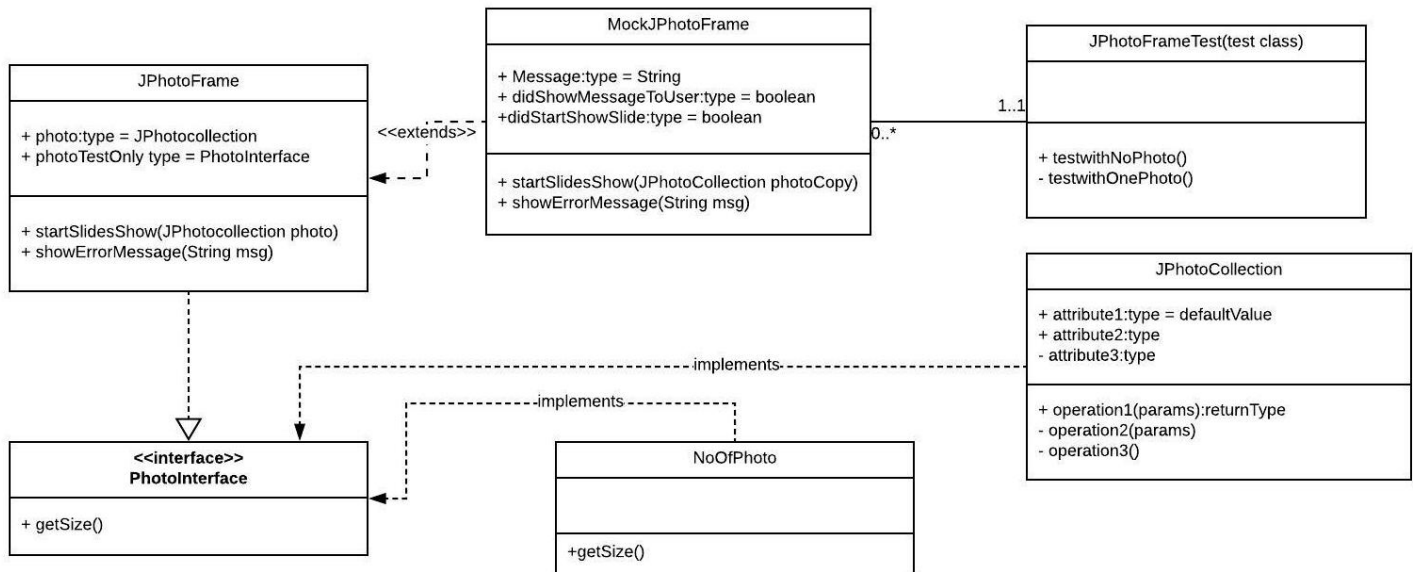 JPhotoFrame
+ photo:type = JPhotocollection
+ photoTestOnly type = PhotoInterface
+ startSlidesShow(JPhotocollection photo)
+ showErrorMessage(String msg)
<<extends>>
MockJPhotoFrame
+ Message:type = String
+ didShowMessageToUser:type = boolean
+didStartShowSlide:type = boolean
+ startSlidesShow(JPhotoCollection photoCopy)
+ showErrorMessage(String msg)
0..*
1..1
JPhotoFrameTest(test class)
+ testwithNoPhoto()
- testwithOnePhoto()
JPhotoCollection
+ attribute1:type = defaultValue
+ attribute2:type
- attribute3:type
+ operation1(params):returnType
- operation2(params)
- operation3()
implements
implements
<<interface>>
PhotoInterface
+ getSize()
NoOfPhoto
+getSize()